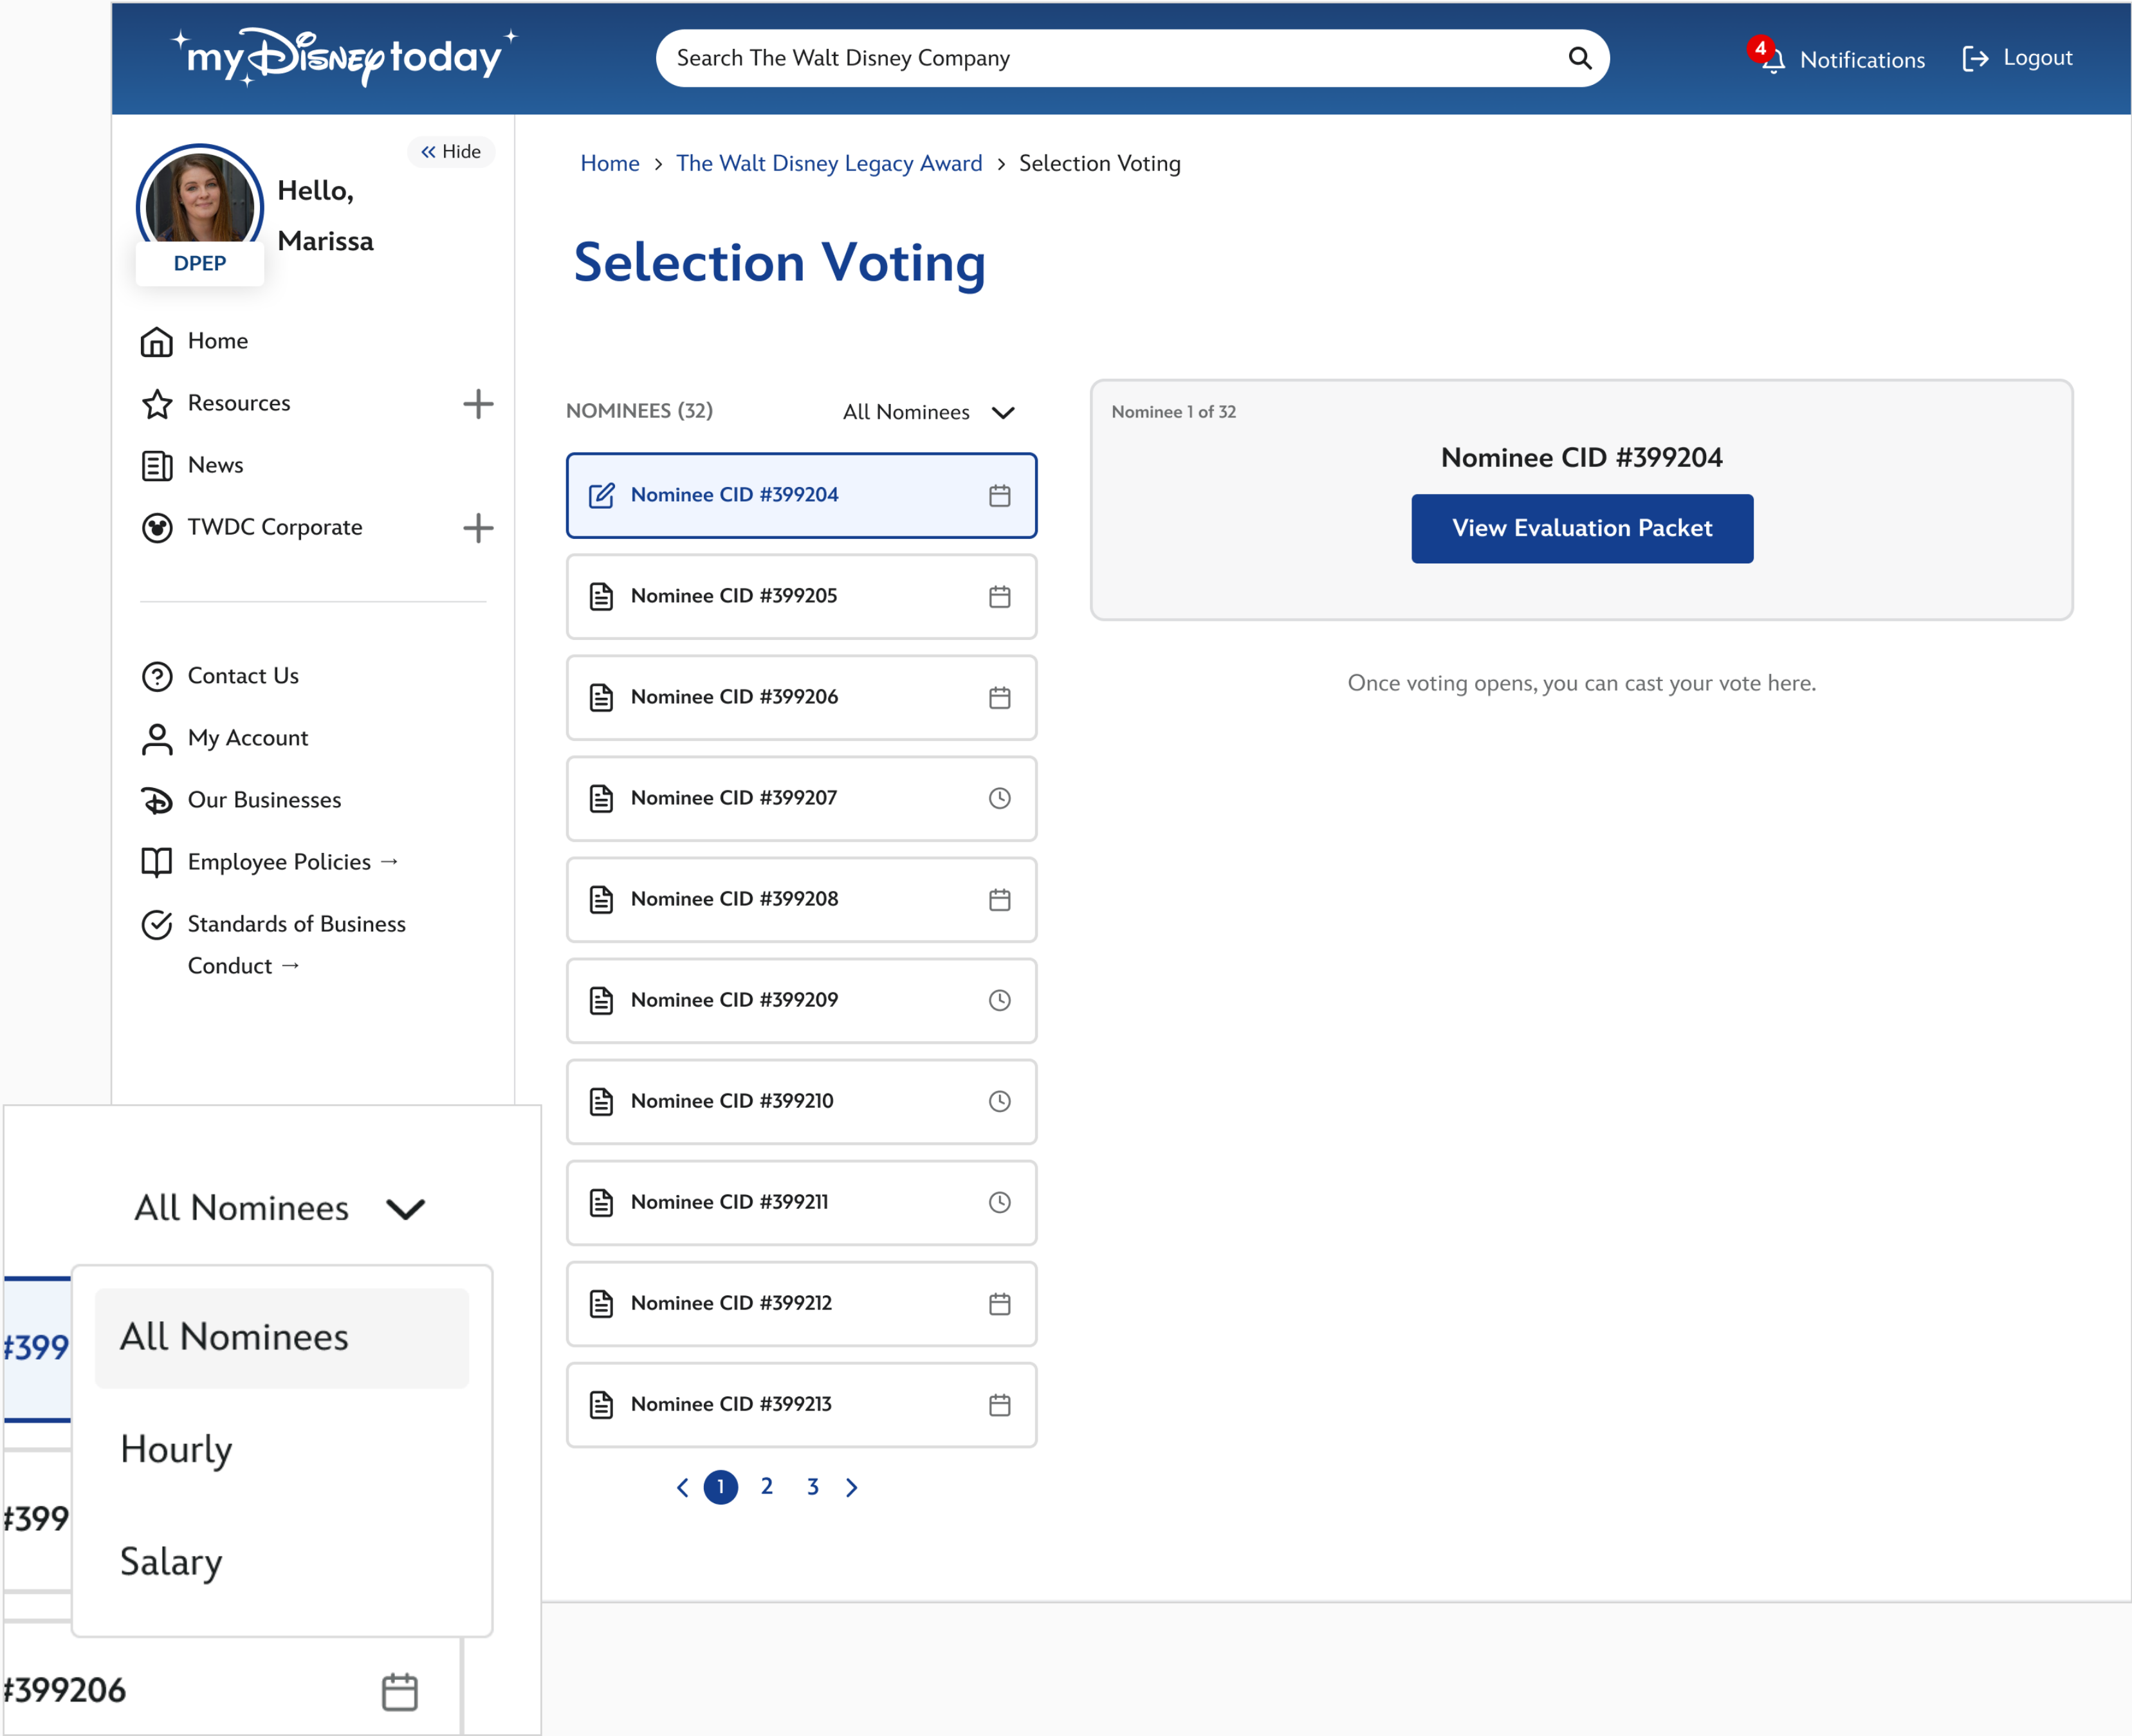 my Disney today
Search The Walt Disney Company
4
Notifications
Logout
Hide
Hello,
Marissa
DPEP
Home
Resources
News
TWDC Corporate
Contact Us
My Account
Our Businesses
Employee Policies →
Standards of Business
Conduct →
Home > The Walt Disney Legacy Award > Selection Voting
Selection Voting
NOMINEES (32)
All Nominees
Nominee CID #399204
Nominee CID #399205
Nominee CID #399206
Nominee CID #399207
Nominee CID #399208
Nominee CID #399209
Nominee CID #399210
Nominee CID #399211
Nominee CID #399212
Nominee CID #399213
1 2 3
Nominee 1 of 32
Nominee CID #399204
View Evaluation Packet
Once voting opens, you can cast your vote here.
All Nominees
#399
All Nominees
Hourly
#399
Salary
#399206